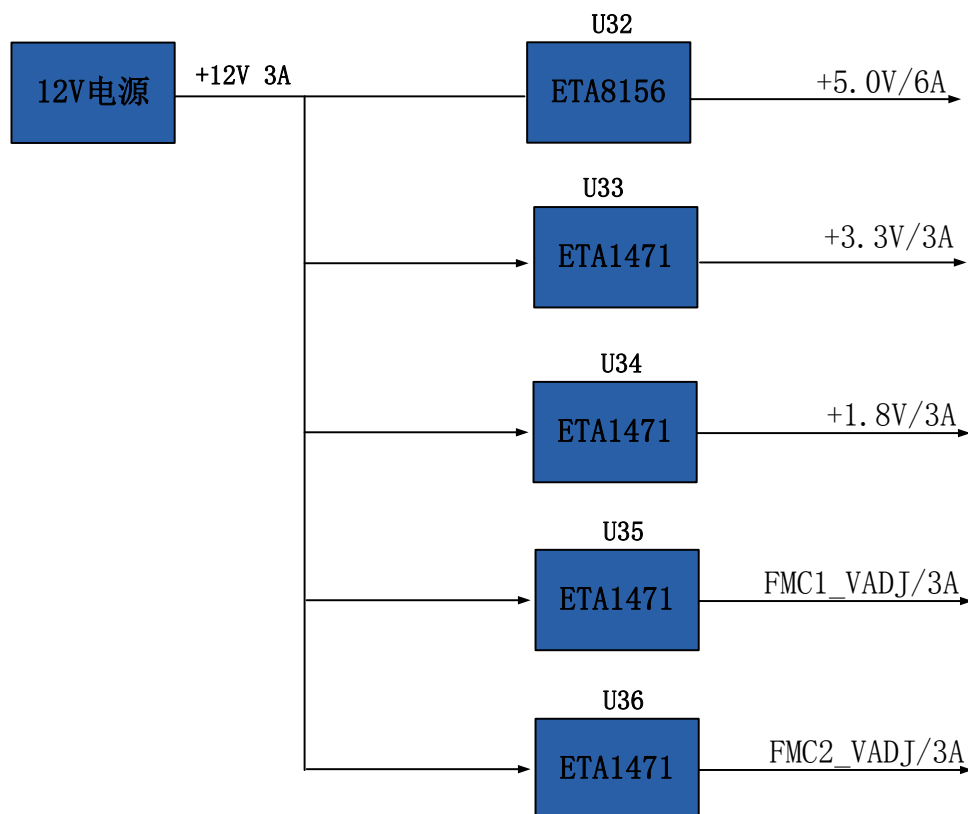 U32
12V电源
+12V 3A
ETA8156
+5.0V/6A
U33
ETA1471
+3.3V/3A
U34
ETA1471
+1.8V/3A
U35
ETA1471
FMC1_VADJ/3A
U36
ETA1471
FMC2_VADJ/3A